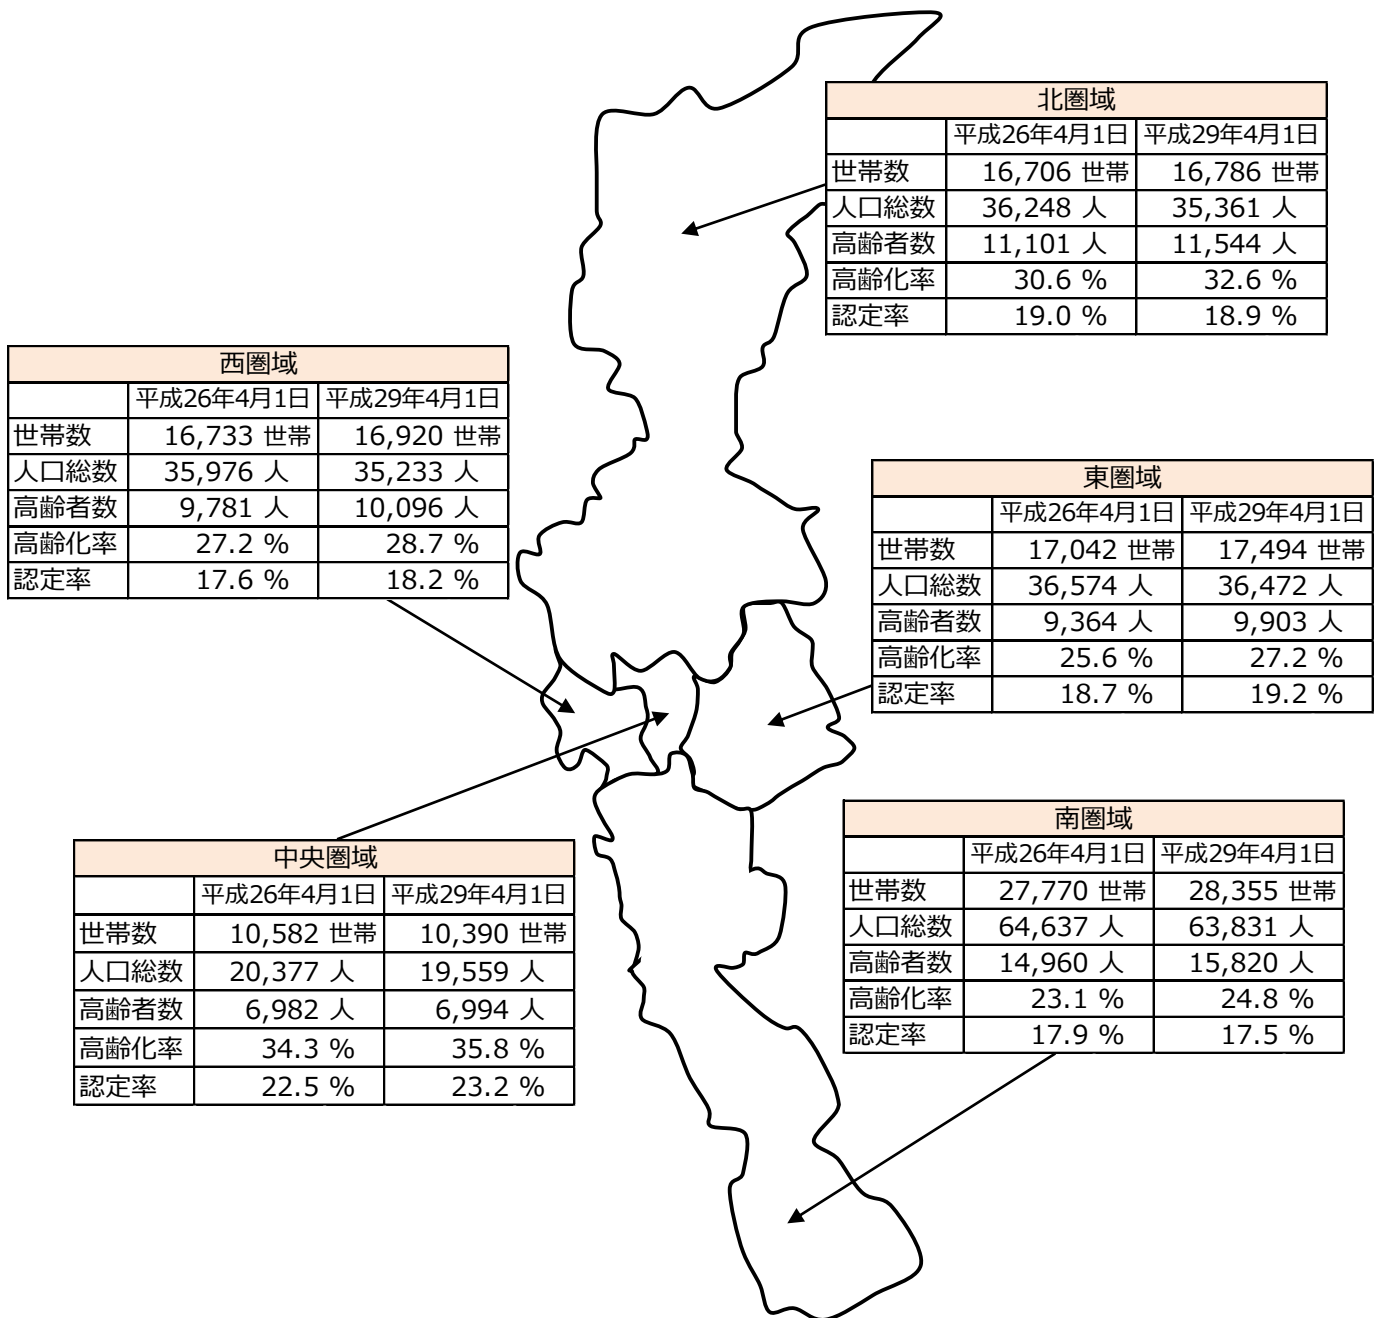 北圏域
平成26年4月1日 平成29年4月1日
世帯数 16,706 世帯 16,786 世帯
人口総数 36,248 人 35,361 人
高齢者数 11,101 人 11,544 人
高齢化率 30.6 % 32.6 %
認定率 19.0 % 18.9 %
西圏域
平成26年4月1日 平成29年4月1日
世帯数 16,733 世帯 16,920 世帯
人口総数 35,976 人 35,233 人
高齢者数 9,781 人 10,096 人
高齢化率 27.2 % 28.7 %
認定率 17.6 % 18.2 %
東圏域
平成26年4月1日 平成29年4月1日
世帯数 17,042 世帯 17,494 世帯
人口総数 36,574 人 36,472 人
高齢者数 9,364 人 9,903 人
高齢化率 25.6 % 27.2 %
認定率 18.7 % 19.2 %
中央圏域
平成26年4月1日 平成29年4月1日
世帯数 10,582 世帯 10,390 世帯
人口総数 20,377 人 19,559 人
高齢者数 6,982 人 6,994 人
高齢化率 34.3 % 35.8 %
認定率 22.5 % 23.2 %
南圏域
平成26年4月1日 平成29年4月1日
世帯数 27,770 世帯 28,355 世帯
人口総数 64,637 人 63,831 人
高齢者数 14,960 人 15,820 人
高齢化率 23.1 % 24.8 %
認定率 17.9 % 17.5 %